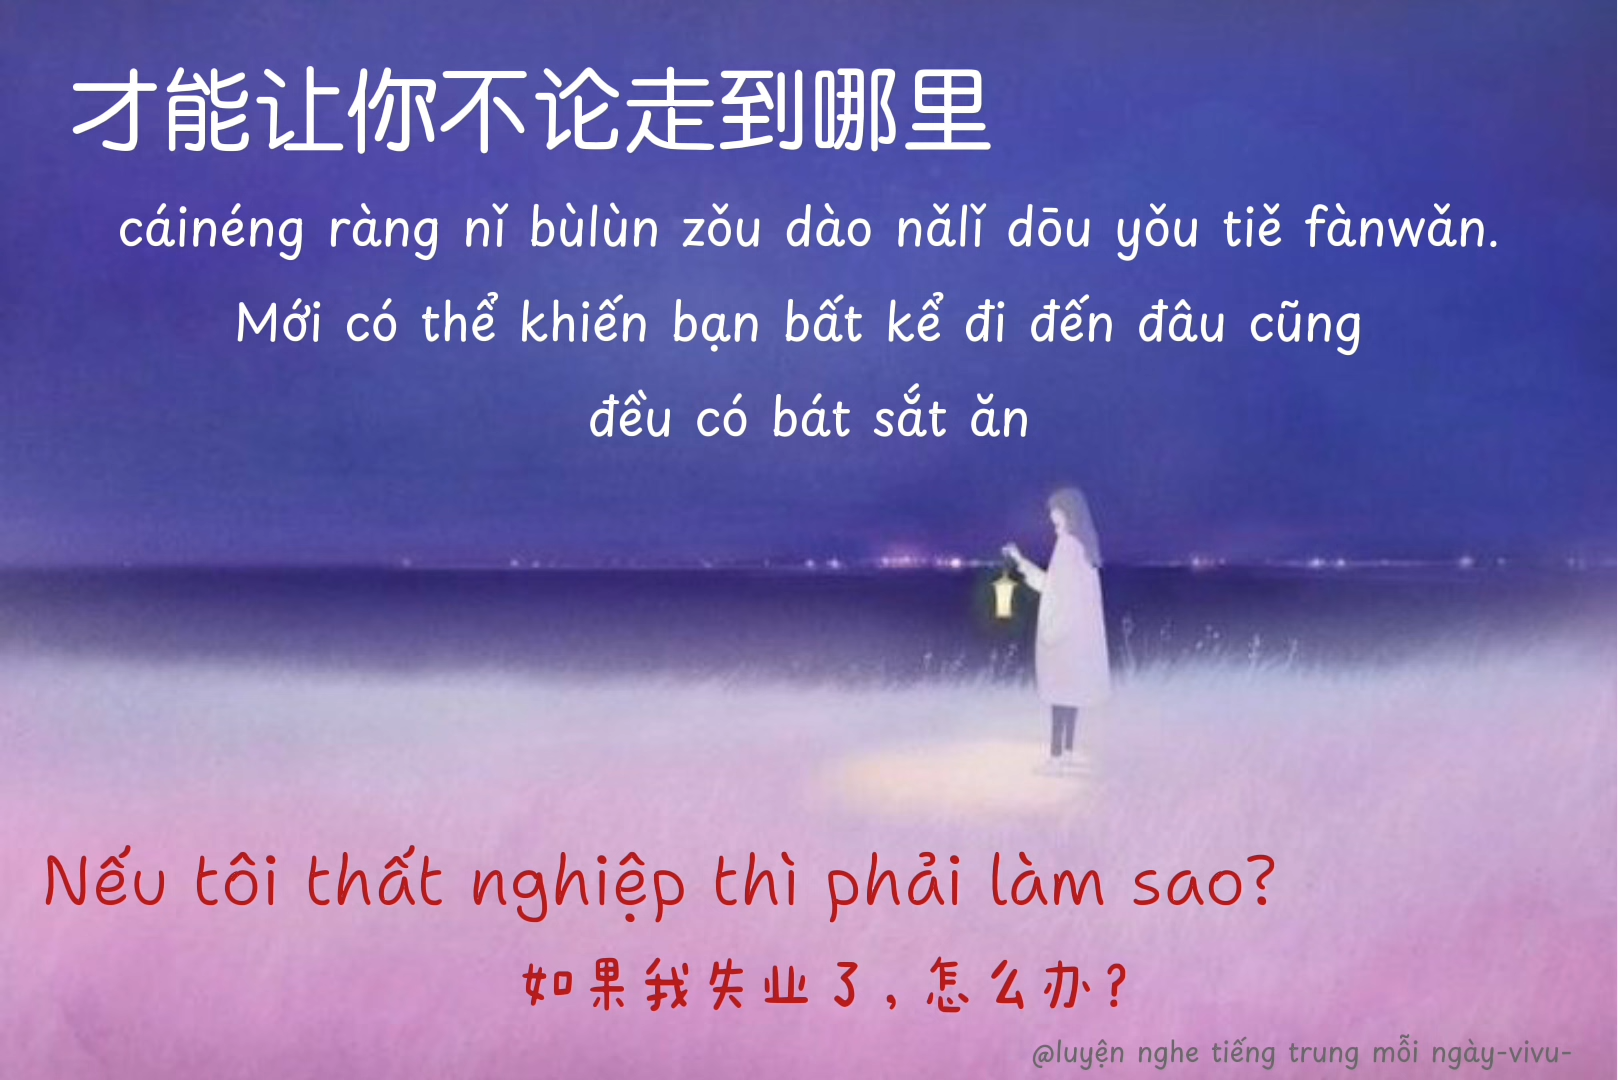 才能让你不论走到哪里
cáinéng ràng nǐ bùlùn zǒu dào nǎlǐ dōu yǒu tiě fànwǎn.
Mới có thể khiến bạn bất kể đi đến đâu cũng
đều có bát sắt ăn
Nếu tôi thất nghiệp thì phải làm sao?
如果我失业了，怎么办？
@luyện nghe tiếng trung mỗi ngày-vivu-